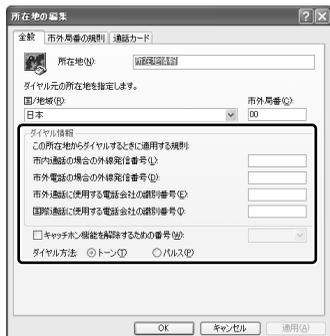 所在地の編集
全般 市外局番の規則 通話カード
所在地(N): 所在地情報
ダイヤル元の所在地を指定します。
国/地域(R): 市外局番(C):
日本 00
ダイヤル情報
この所在地からダイヤルするときに適用する規則:
市内通話の場合の外線発信番号(L):
市外電話の場合の外線発信番号(D):
市外通話に使用する電話会社の識別番号(E):
国際通話に使用する電話会社の識別番号(I):
キャッチホン機能を解除するための番号(W):
ダイヤル方法: トーン(T) パルス(P)
OK キャンセル 適用(A)